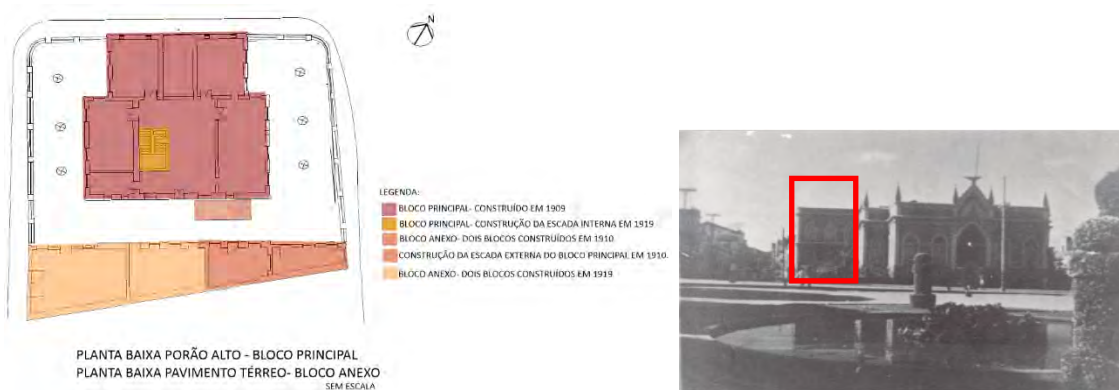 N
LEGENDA:
BLOCO PRINCIPAL- CONSTRUÍDO EM 1909
BLOCO PRINCIPAL- CONSTRUÇÃO DA ESCADA INTERNA EM 1919
BLOCO ANEXO- DOIS BLOCOS CONSTRUÍDOS EM 1910
CONSTRUÇÃO DA ESCADA EXTERNA DO BLOCO PRINCIPAL EM 1910.
BLOCO ANEXO- DOIS BLOCOS CONSTRUÍDOS EM 1919
PLANTA BAIXA PORÃO ALTO - BLOCO PRINCIPAL
PLANTA BAIXA PAVIMENTO TÉRREO- BLOCO ANEXO
SEM ESCALA